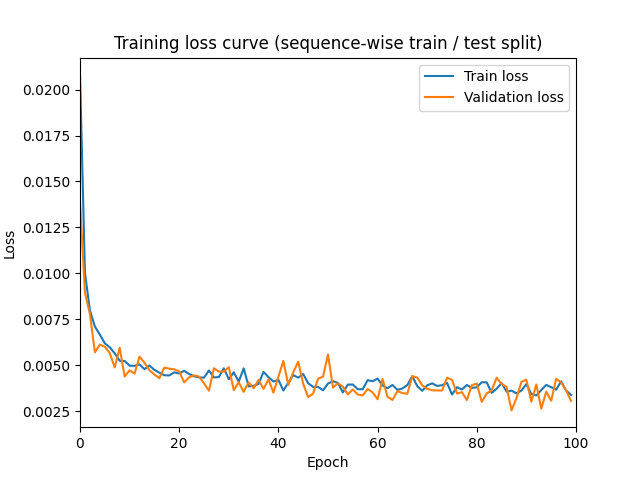 Training loss curve (sequence-wise train / test split)
Train loss
Validation loss
0.0200
0.0175
0.0150
0.0125
0.0100
0.0075
0.0050
0.0025
Loss
0 20 40 60 80 100
Epoch